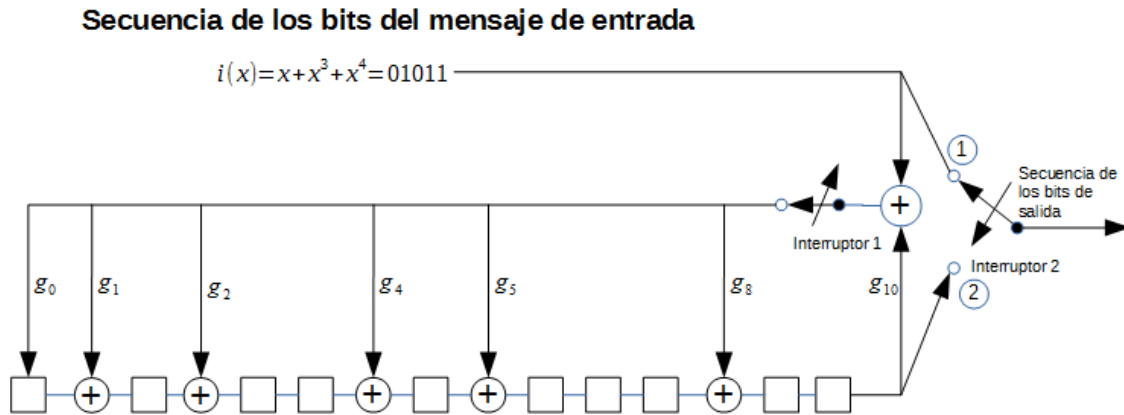 Secuencia de los bits del mensaje de entrada
i(x)=x+x³+x⁴=01011
1
Secuencia de
los bits de
salida
+
Interruptor 1
Interruptor 2
2
g₀ g₁ g₂ g₄ g₅ g₈ g₁₀
+ + + + +